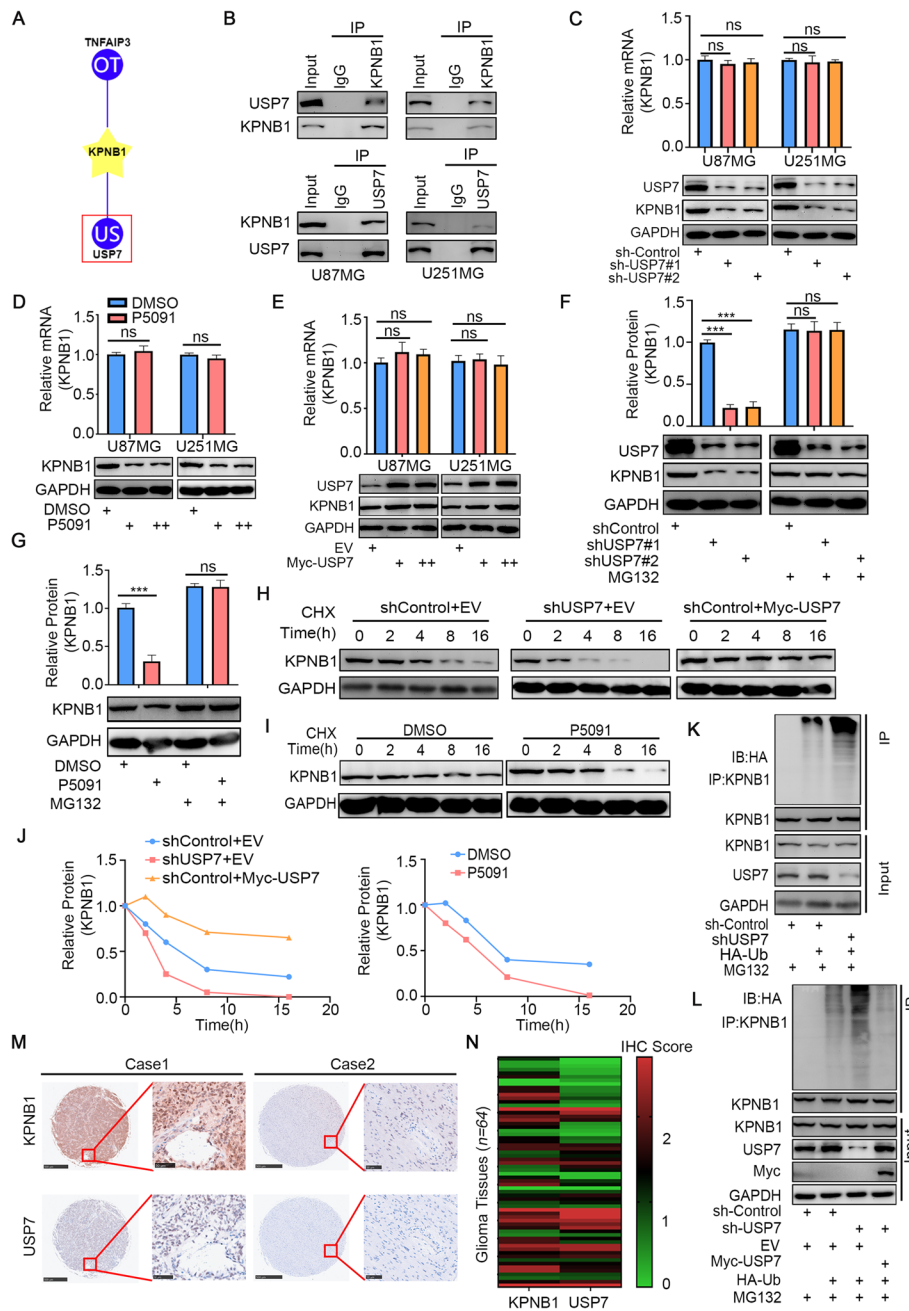 A
TNFAIP3
OT
KPNB1
US
USP7
B
IP
IP
Input
IgG
KPNB1
Input
IgG
KPNB1
USP7
KPNB1
IP
IP
Input
IgG
USP7
Input
IgG
USP7
KPNB1
USP7
U87MG
U251MG
C
Relative mRNA
(KPNB1)
1.5
1.0
0.5
0.0
ns
ns
ns
ns
U87MG
U251MG
USP7
KPNB1
GAPDH
sh-Control
+
+
sh-USP7#1
+
+
sh-USP7#2
+
+
D
DMSO
P5091
Relative mRNA
(KPNB1)
1.5
1.0
0.5
0.0
ns
ns
U87MG
U251MG
KPNB1
GAPDH
DMSO
+
+
P5091
+ ++ + ++
E
Relative mRNA
(KPNB1)
1.5
1.0
0.5
0.0
ns
ns
ns
ns
U87MG
U251MG
USP7
KPNB1
GAPDH
EV
+
+
Myc-USP7
+ ++ + ++
F
Relative Protein
(KPNB1)
1.5
1.0
0.5
0.0
***
***
ns
ns
USP7
KPNB1
GAPDH
shControl
+
+
shUSP7#1
+
+
shUSP7#2
+
+
MG132
+ + +
G
Relative Protein
(KPNB1)
1.5
1.0
0.5
0.0
***
ns
KPNB1
GAPDH
DMSO
+
+
P5091
+
+
MG132
+ +
H
CHX
shControl+EV
shUSP7+EV
shControl+Myc-USP7
Time(h)
0 2 4 8 16
0 2 4 8 16
0 2 4 8 16
KPNB1
GAPDH
I
CHX
DMSO
P5091
Time(h)
0 2 4 8 16
0 2 4 8 16
KPNB1
GAPDH
J
shControl+EV
shUSP7+EV
shControl+Myc-USP7
Relative Protein
(KPNB1)
1.5
1.0
0.5
0.0
0 5 10 15 20
Time(h)
DMSO
P5091
Relative Protein
(KPNB1)
1.5
1.0
0.5
0.0
0 5 10 15 20
Time(h)
K
IB:HA
IP:KPNB1
IP
KPNB1
KPNB1
USP7
GAPDH
Input
sh-Control
+ +
shUSP7
+
HA-Ub
+ +
MG132
+ + +
L
IB:HA
IP:KPNB1
KPNB1
KPNB1
USP7
Myc
GAPDH
sh-Control
+ +
sh-USP7
+ +
EV
+ + +
Myc-USP7
+
HA-Ub
+ + +
MG132
+ + + +
M
Case1
Case2
KPNB1
USP7
N
IHC Score
Glioma Tissues (n=64)
2
1
0
KPNB1
USP7